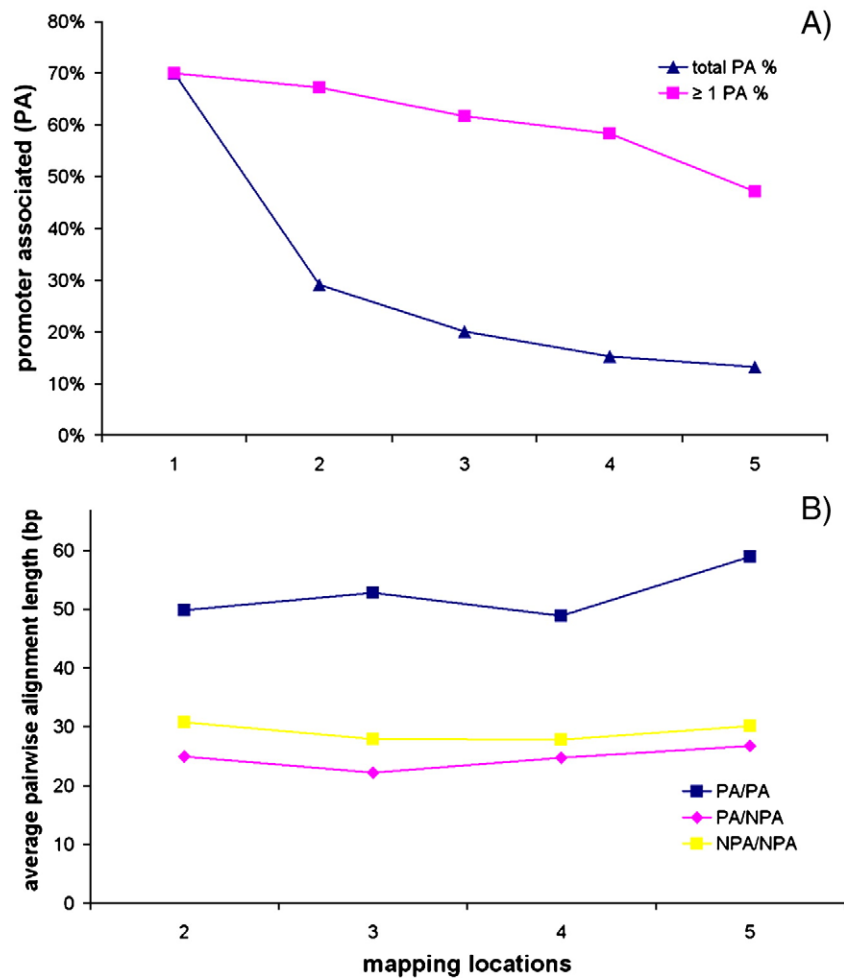 A)
80%
70%
60%
50%
40%
30%
20%
10%
0%
promoter associated (PA)
total PA %
≥ 1 PA %
1 2 3 4 5
B)
60
50
40
30
20
10
0
average pairwise alignment length (bp
PA/PA
PA/NPA
NPA/NPA
2 3 4 5
mapping locations